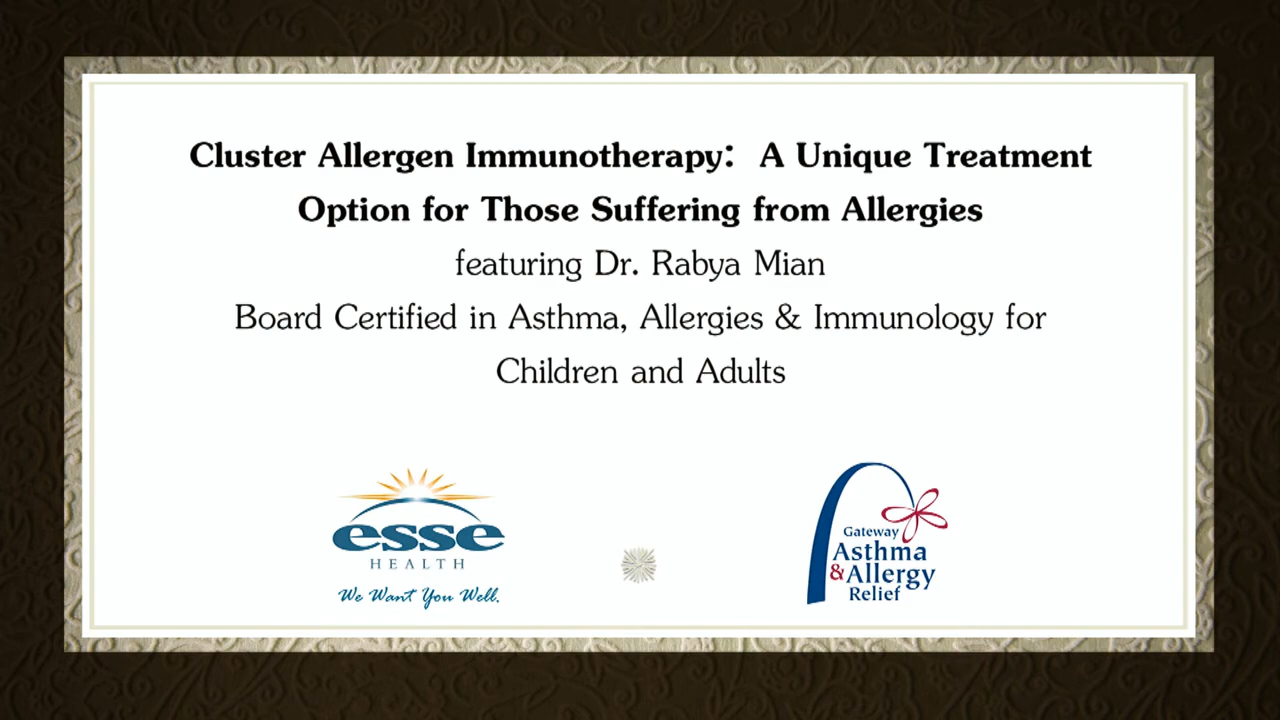 Cluster Allergen Immunotherapy: A Unique Treatment
Option for Those Suffering from Allergies
featuring Dr. Rabya Mian
Board Certified in Asthma, Allergies & Immunology for
Children and Adults
esse
HEALTH
We Want You Well.
Gateway
Asthma
&Allergy
Relief